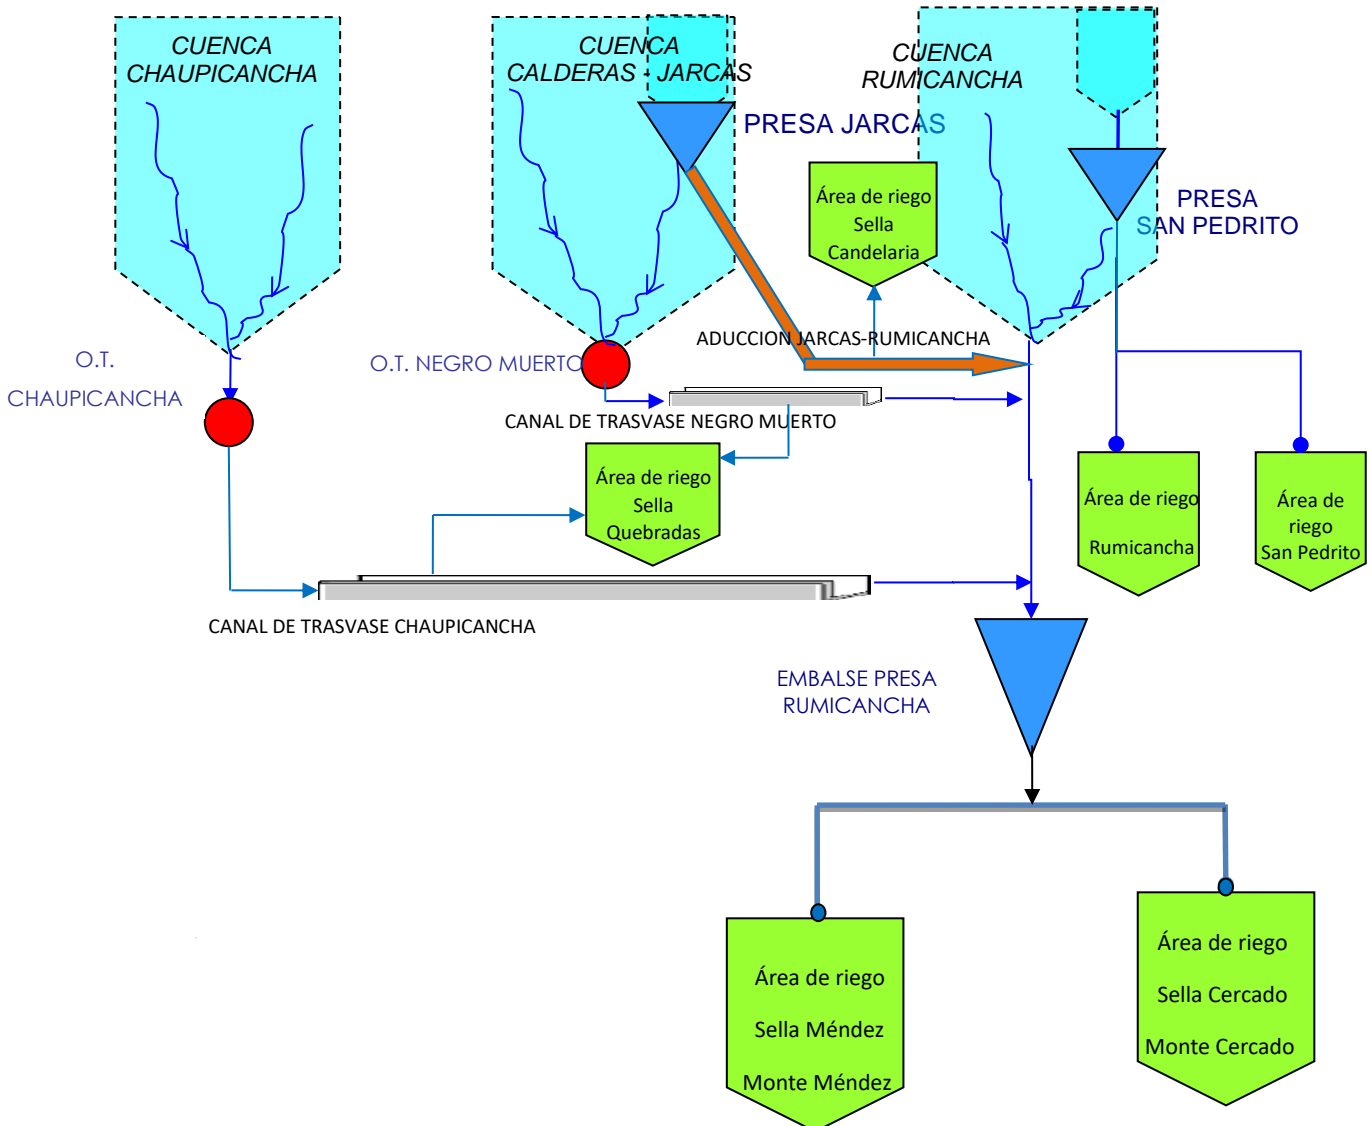 CUENCA
CHAUPICANCHA
CUENCA
CALDERAS - JARCAS
CUENCA
RUMICANCHA
PRESA JARCAS
PRESA
SAN PEDRITO
Área de riego
Sella
Candelaria
ADUCCION JARCAS-RUMICANCHA
O.T.
CHAUPICANCHA
O.T. NEGRO MUERTO
CANAL DE TRASVASE NEGRO MUERTO
Área de riego
Sella
Quebradas
Área de riego
Rumicancha
Área de
riego
San Pedrito
CANAL DE TRASVASE CHAUPICANCHA
EMBALSE PRESA
RUMICANCHA
Área de riego
Sella Méndez
Monte Méndez
Área de riego
Sella Cercado
Monte Cercado